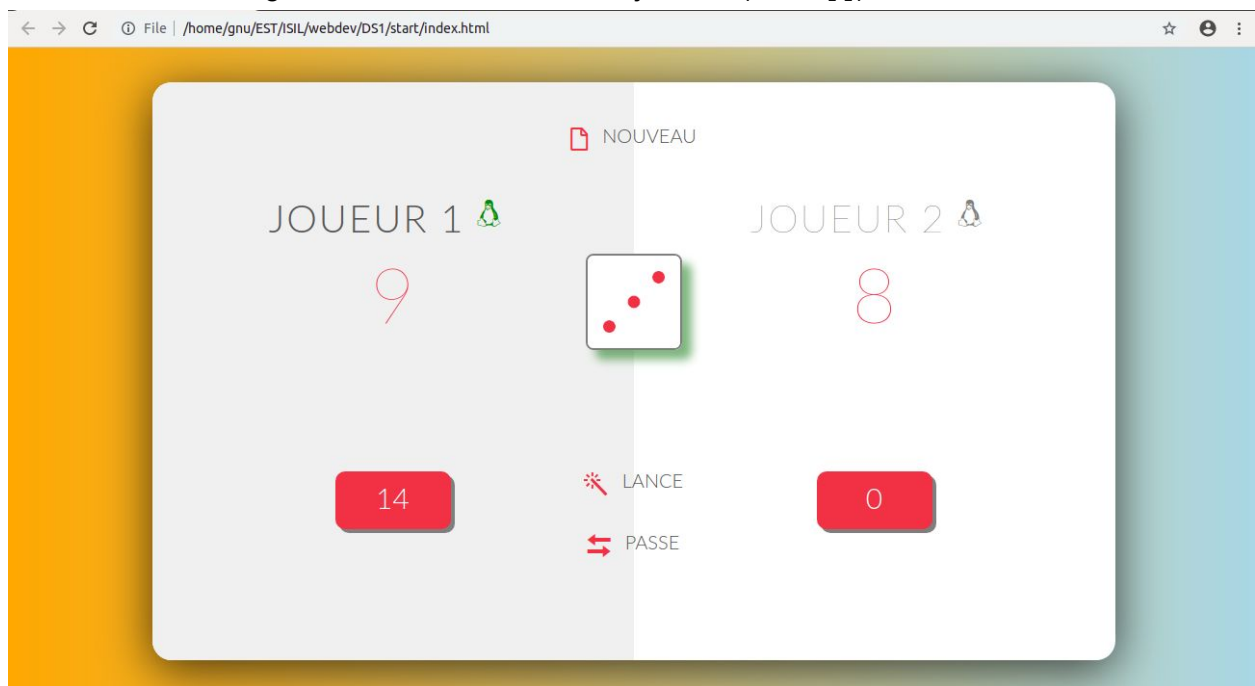 File | /home/gnu/EST/ISIL/webdev/DS1/start/index.html
NOUVEAU
JOUEUR 1
JOUEUR 2
9
8
14
LANCE
0
PASSE